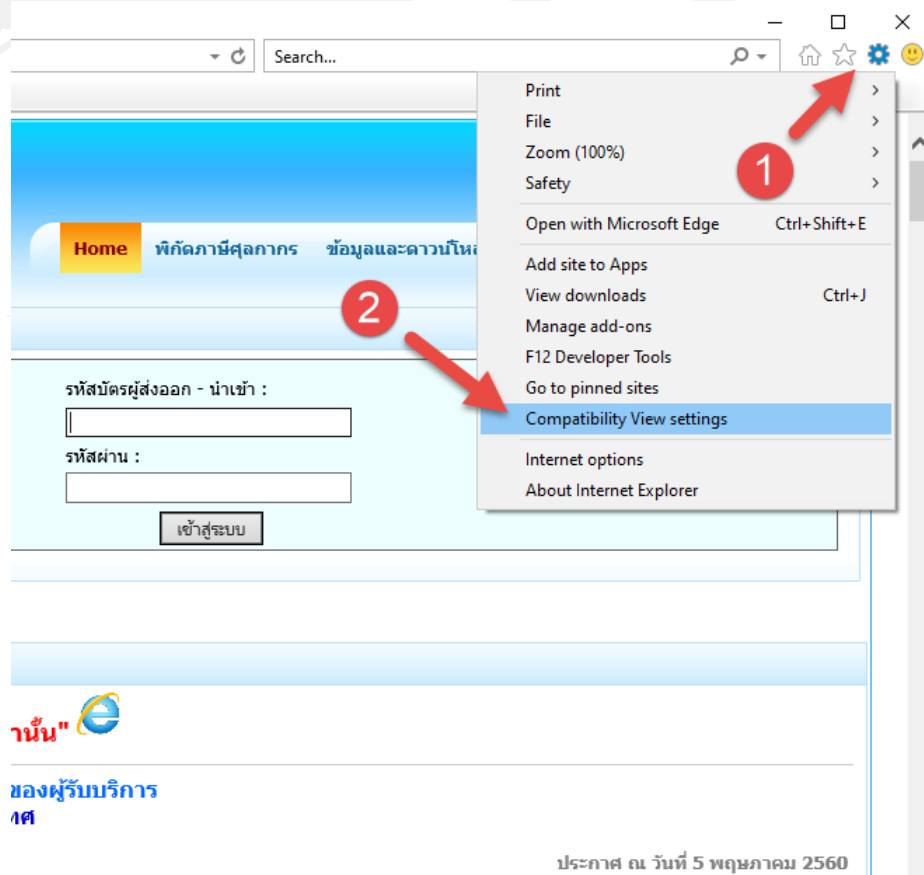 Search...
1
Print
File
Zoom (100%)
Safety
Open with Microsoft Edge Ctrl+Shift+E
Add site to Apps
View downloads Ctrl+J
Manage add-ons
F12 Developer Tools
Go to pinned sites
Compatibility View settings
Internet options
About Internet Explorer
Home พิกัดภาษีศุลกากร ข้อมูลและดาวน์โหล
2
รหัสบัตรผู้ส่งออก - นำเข้า :
รหัสผ่าน :
เข้าสู่ระบบ
านั้น"
ของผู้รับบริการ
ทศ
ประกาศ ณ วันที่ 5 พฤษภาคม 2560